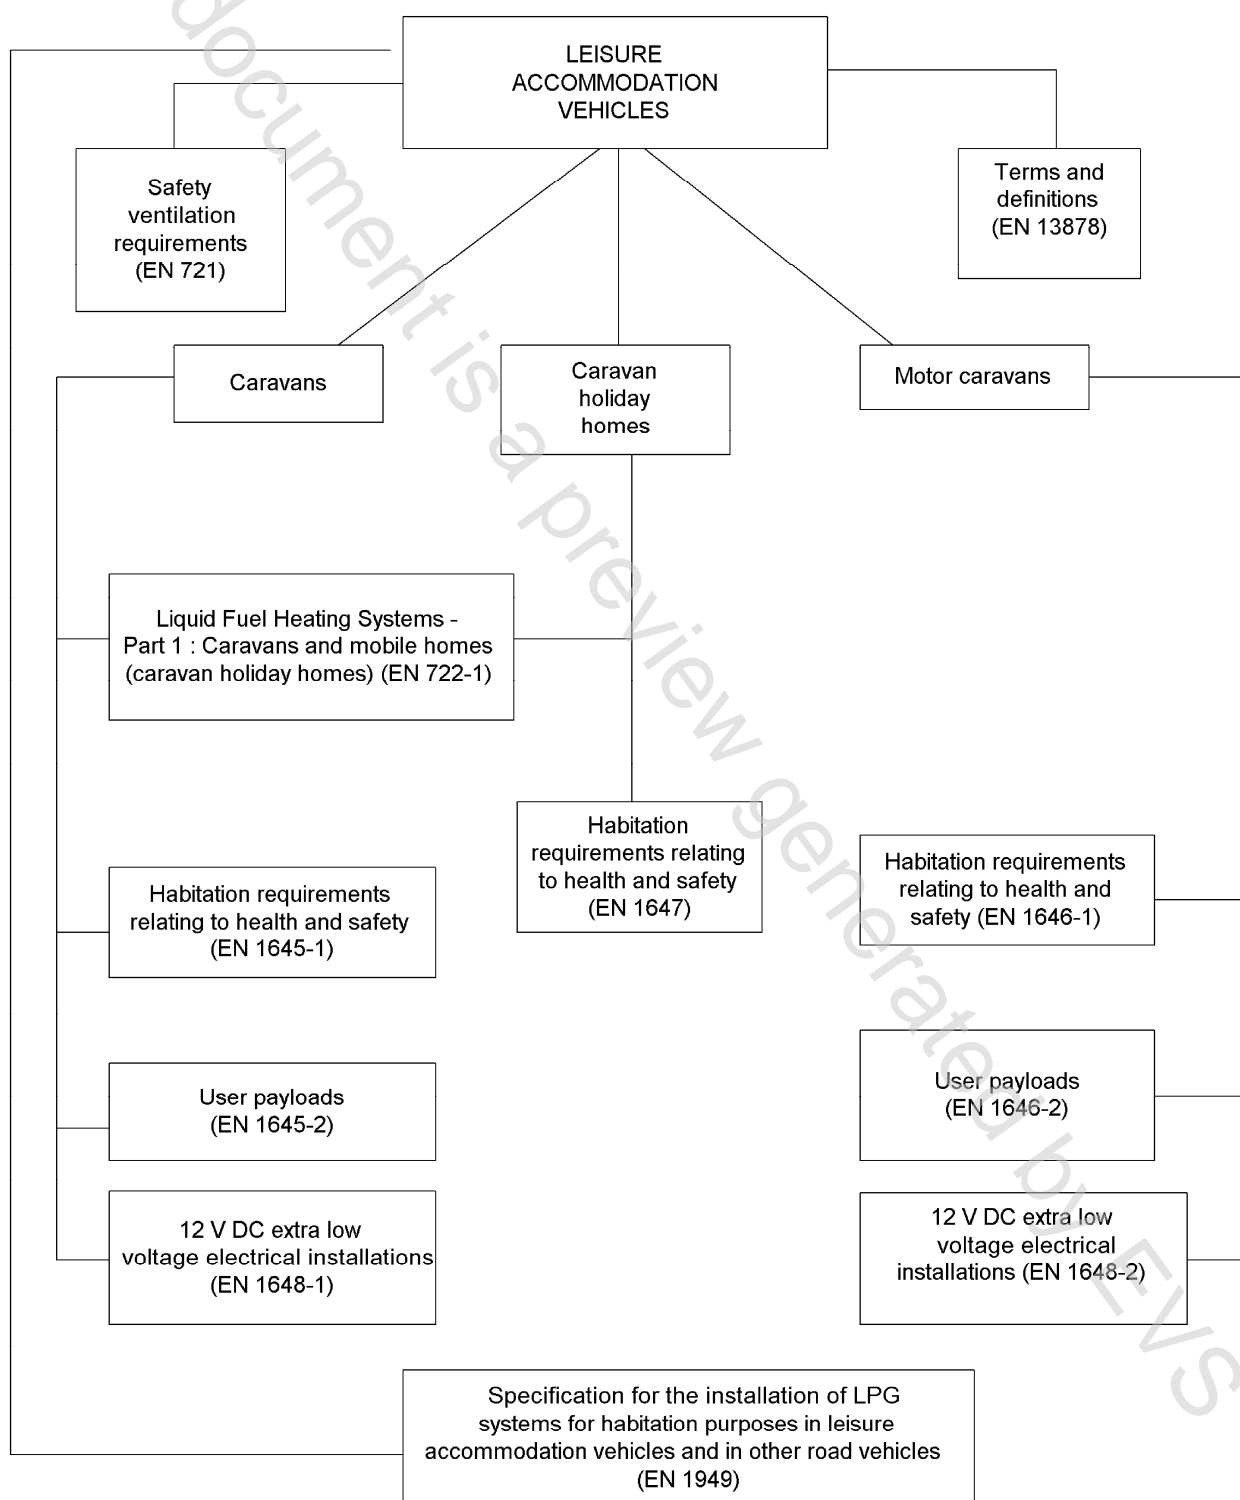 LEISURE
ACCOMMODATION
VEHICLES
Safety
ventilation
requirements
(EN 721)
Terms and
definitions
(EN 13878)
Caravans
Caravan
holiday
homes
Motor caravans
Liquid Fuel Heating Systems -
Part 1 : Caravans and mobile homes
(caravan holiday homes) (EN 722-1)
Habitation
requirements relating
to health and safety
(EN 1647)
Habitation requirements
relating to health and safety
(EN 1645-1)
Habitation requirements
relating to health and
safety (EN 1646-1)
User payloads
(EN 1645-2)
User payloads
(EN 1646-2)
12 V DC extra low
voltage electrical installations
(EN 1648-1)
12 V DC extra low
voltage electrical
installations (EN 1648-2)
Specification for the installation of LPG
systems for habitation purposes in leisure
accommodation vehicles and in other road vehicles
(EN 1949)
document is a preview generated by EVS